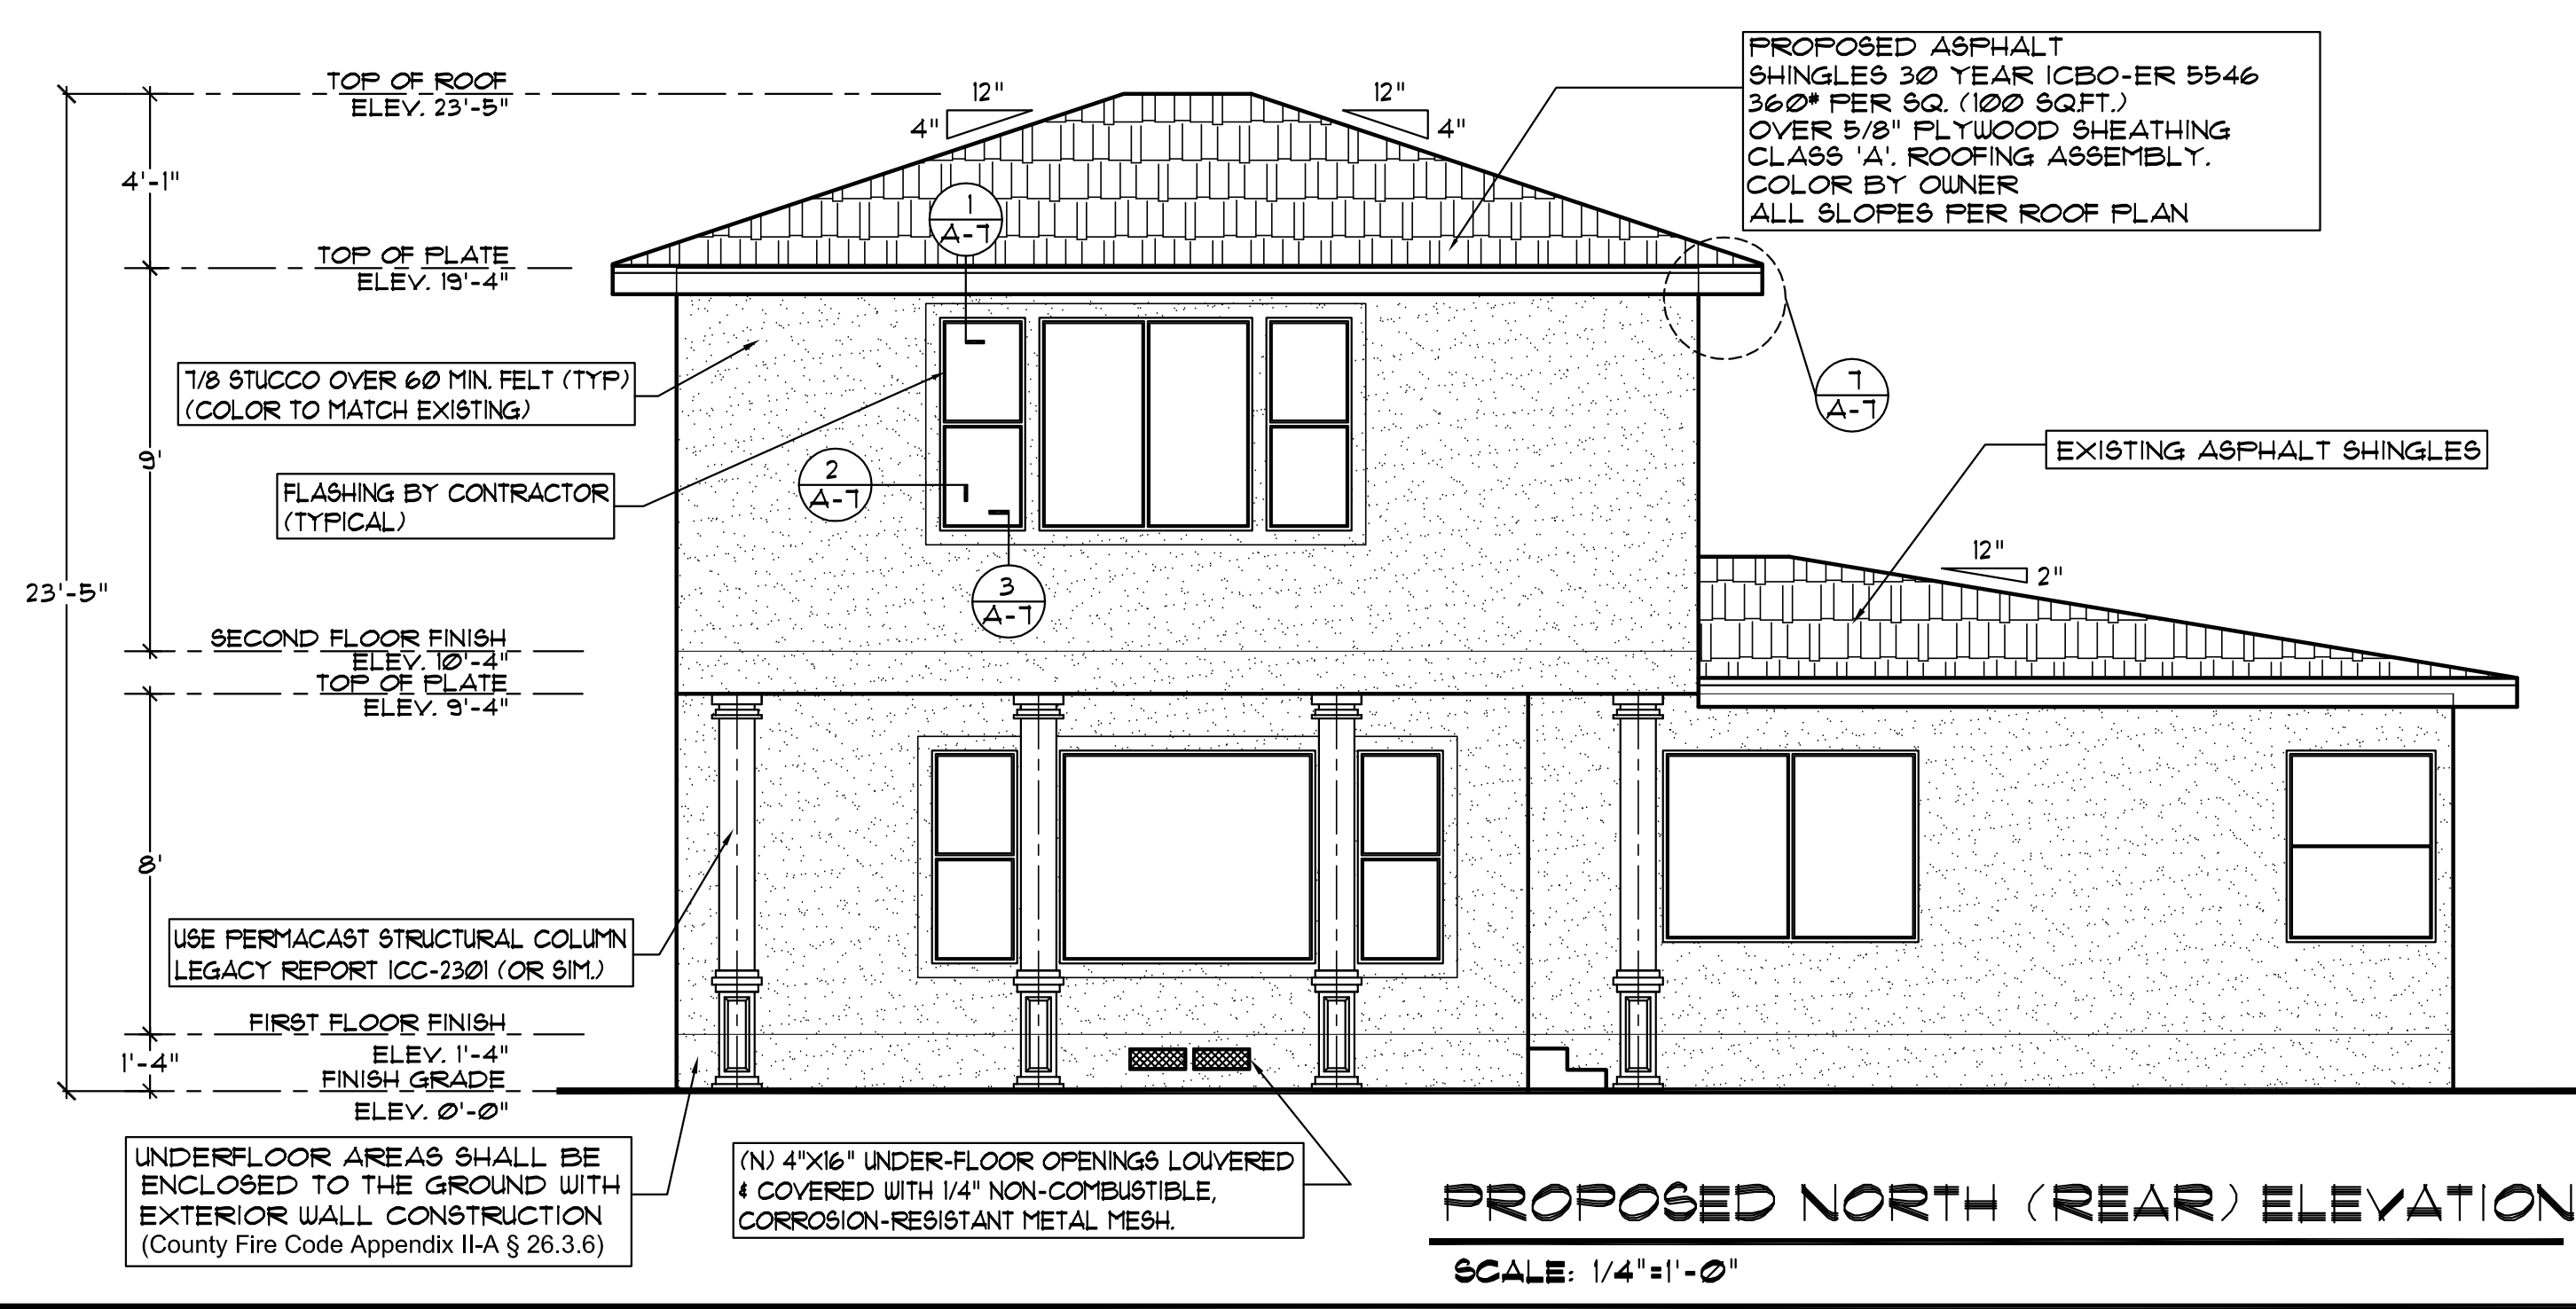 TOP OF ROOF
ELEV. 23'-5"
4'-1"
TOP OF PLATE
ELEV. 19'-4"
9'
23'-5"
SECOND FLOOR FINISH
ELEV. 10'-4"
TOP OF PLATE
ELEV. 9'-4"
8'
FIRST FLOOR FINISH
ELEV. 1'-4"
1'-4"
FINISH GRADE
ELEV. 0'-0"
7/8 STUCCO OVER 60 MIN. FELT (TYP)
(COLOR TO MATCH EXISTING)
FLASHING BY CONTRACTOR
(TYPICAL)
USE PERMACAST STRUCTURAL COLUMN
LEGACY REPORT ICC-2301 (OR SIM.)
UNDERFLOOR AREAS SHALL BE
ENCLOSED TO THE GROUND WITH
EXTERIOR WALL CONSTRUCTION
(County Fire Code Appendix II-A § 26.3.6)
12"
4"
12"
4"
1
A-7
2
A-7
3
A-7
7
A-7
PROPOSED ASPHALT
SHINGLES 30 YEAR ICBO-ER 5546
360# PER SQ. (100 SQ.FT.)
OVER 5/8" PLYWOOD SHEATHING
CLASS 'A'. ROOFING ASSEMBLY.
COLOR BY OWNER
ALL SLOPES PER ROOF PLAN
EXISTING ASPHALT SHINGLES
12"
2"
(N) 4"X16" UNDER-FLOOR OPENINGS LOUVERED
& COVERED WITH 1/4" NON-COMBUSTIBLE,
CORROSION-RESISTANT METAL MESH.
PROPOSED NORTH (REAR) ELEVATION
SCALE: 1/4"=1'-0"